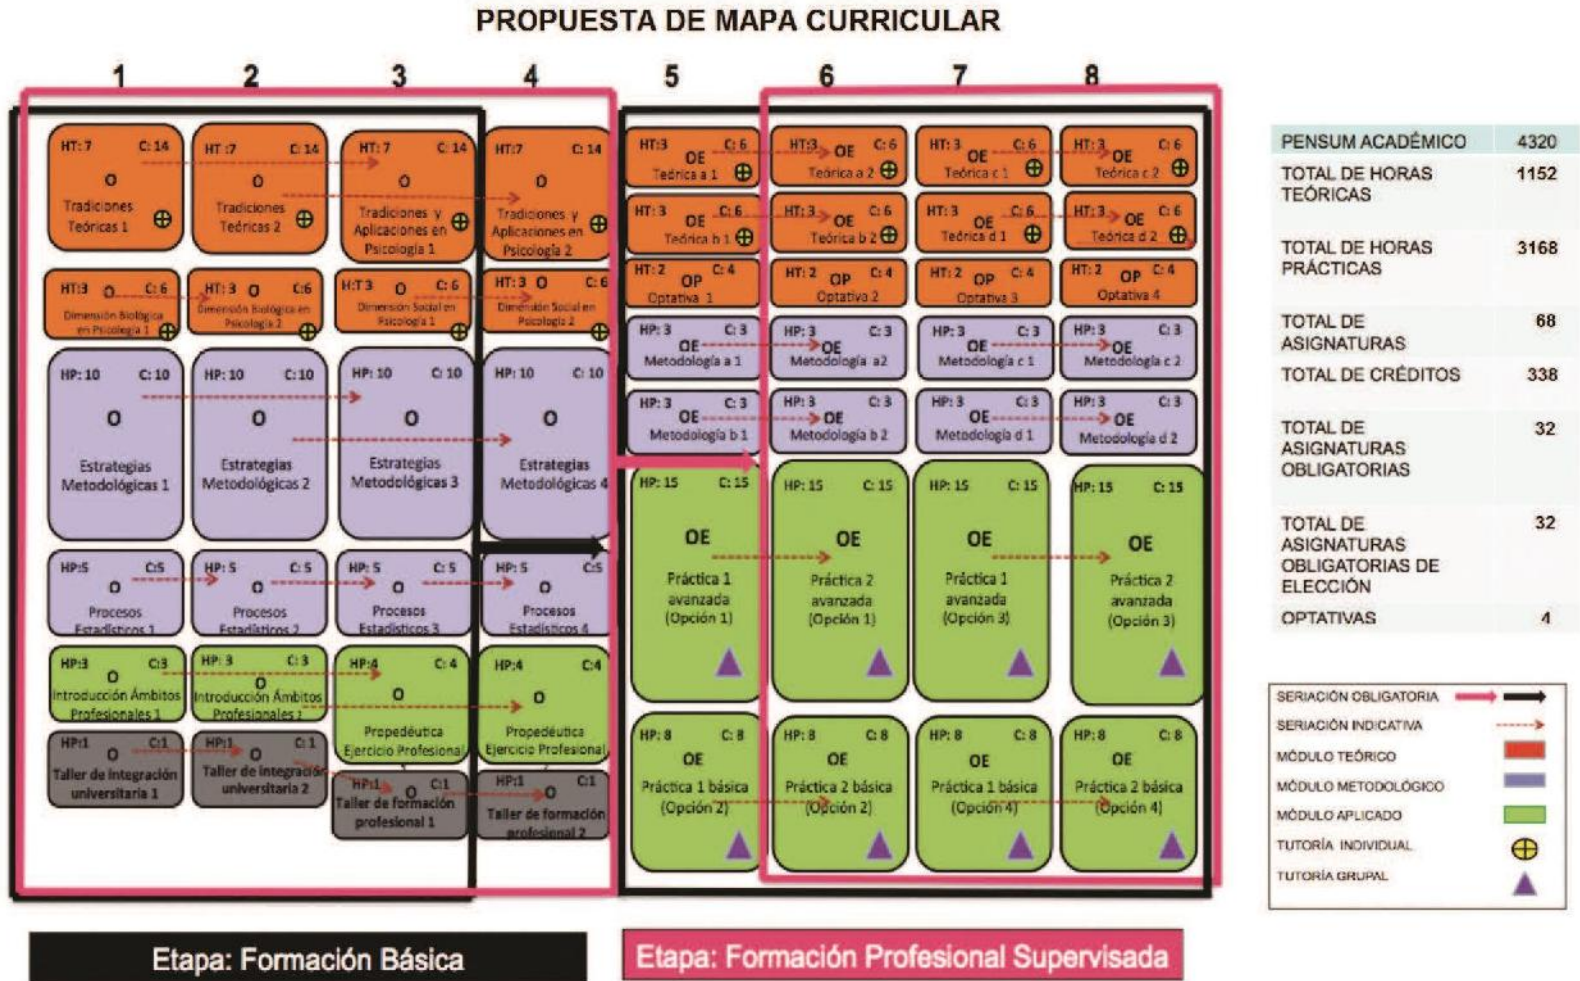 PROPUESTA DE MAPA CURRICULAR
1 2 3 4 5 6 7 8
HT: 7 C: 14
O
Tradiciones
Teóricas 1
HT :7 C: 14
O
Tradiciones
Teóricas 2
HT: 7 C: 14
O
Tradiciones y
Aplicaciones en
Psicología 1
HT:7 C: 14
O
Tradiciones y
Aplicaciones en
Psicología 2
HT:3 O C: 6
Dimensión Biológica
en Psicología 1
HT: 3 O C:6
Dimensión Biológica en
Psicología 2
H:T 3 O C: 6
Dimensión Social en
Psicología 1
HT: 3 O C:6
Dimensión Social en
Psicología 2
HP: 10 C: 10
O
Estrategias
Metodológicas 1
HP: 10 C: 10
O
Estrategias
Metodológicas 2
HP: 10 C: 10
O
Estrategias
Metodológicas 3
HP: 10 C: 10
O
Estrategias
Metodológicas 4
HP:5 C:5
O
Procesos
Estadísticos 1
HP: 5 C: 5
O
Procesos
Estadísticos 2
HP: 5 C: 5
O
Procesos
Estadísticos 3
HP: 5 C:5
O
Procesos
Estadísticos 4
HP:3 C:3
O
Introducción Ámbitos
Profesionales 1
HP: 3 C: 3
O
Introducción Ámbitos
Profesionales 2
HP:4 C: 4
O
Propedéutica
Ejercicio Profesional
HP:4 C:4
O
Propedéutica
Ejercicio Profesional
HP:1 C:1
O
Taller de integración
universitaria 1
HP:1 C: 1
O
Taller de integración
universitaria 2
HP:1 O C:1
Taller de formación
profesional 1
HP:1 C:1
O
Taller de formación
profesional 2
HT:3 C: 6
OE
Teórica a 1
HT:3 C: 6
OE
Teórica a 2
HT: 3 C: 6
OE
Teórica c 1
HT: 3 C: 6
OE
Teórica c 2
HT: 3 C: 6
OE
Teórica b 1
HT: 3 C: 6
OE
Teórica b 2
HT: 3 C: 6
OE
Teórica d 1
HT: 3 C: 6
OE
Teórica d 2
HT: 2 OP C: 4
Optativa 1
HT: 2 OP C: 4
Optativa 2
HT: 2 OP C: 4
Optativa 3
HT: 2 OP C: 4
Optativa 4
HP: 3 C: 3
OE
Metodología a 1
HP: 3 C: 3
OE
Metodología a2
HP: 3 C: 3
OE
Metodología c 1
HP: 3 C: 3
OE
Metodología c 2
HP: 3 C: 3
OE
Metodología b 1
HP: 3 C: 3
OE
Metodología b 2
HP: 3 C: 3
OE
Metodología d 1
HP: 3 C: 3
OE
Metodología d 2
HP: 15 C: 15
OE
Práctica 1
avanzada
(Opción 1)
HP: 15 C: 15
OE
Práctica 2
avanzada
(Opción 1)
HP: 15 C: 15
OE
Práctica 1
avanzada
(Opción 3)
HP: 15 C: 15
OE
Práctica 2
avanzada
(Opción 3)
HP: 8 C: 8
OE
Práctica 1 básica
(Opción 2)
HP: 8 C: 8
OE
Práctica 2 básica
(Opción 2)
HP: 8 C: 8
OE
Práctica 1 básica
(Opción 4)
HP: 8 C: 8
OE
Práctica 2 básica
(Opción 4)
Etapa: Formación Básica
Etapa: Formación Profesional Supervisada
PENSUM ACADÉMICO 4320
TOTAL DE HORAS 1152
TEÓRICAS
TOTAL DE HORAS 3168
PRÁCTICAS
TOTAL DE 68
ASIGNATURAS
TOTAL DE CRÉDITOS 338
TOTAL DE 32
ASIGNATURAS
OBLIGATORIAS
TOTAL DE 32
ASIGNATURAS
OBLIGATORIAS DE
ELECCIÓN
OPTATIVAS 4
SERIACIÓN OBLIGATORIA
SERIACIÓN INDICATIVA
MÓDULO TEÓRICO
MÓDULO METODOLÓGICO
MÓDULO APLICADO
TUTORÍA INDIVIDUAL
TUTORÍA GRUPAL